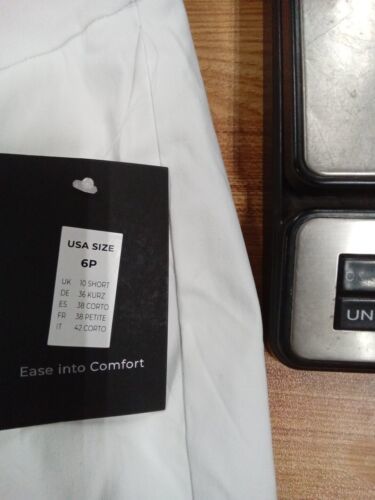 USA SIZE
6P
UK 10 SHORT
DE 36 KURZ
ES 38 CORTO
FR 38 PETITE
IT 42 CORTO
Ease into Comfort
UN